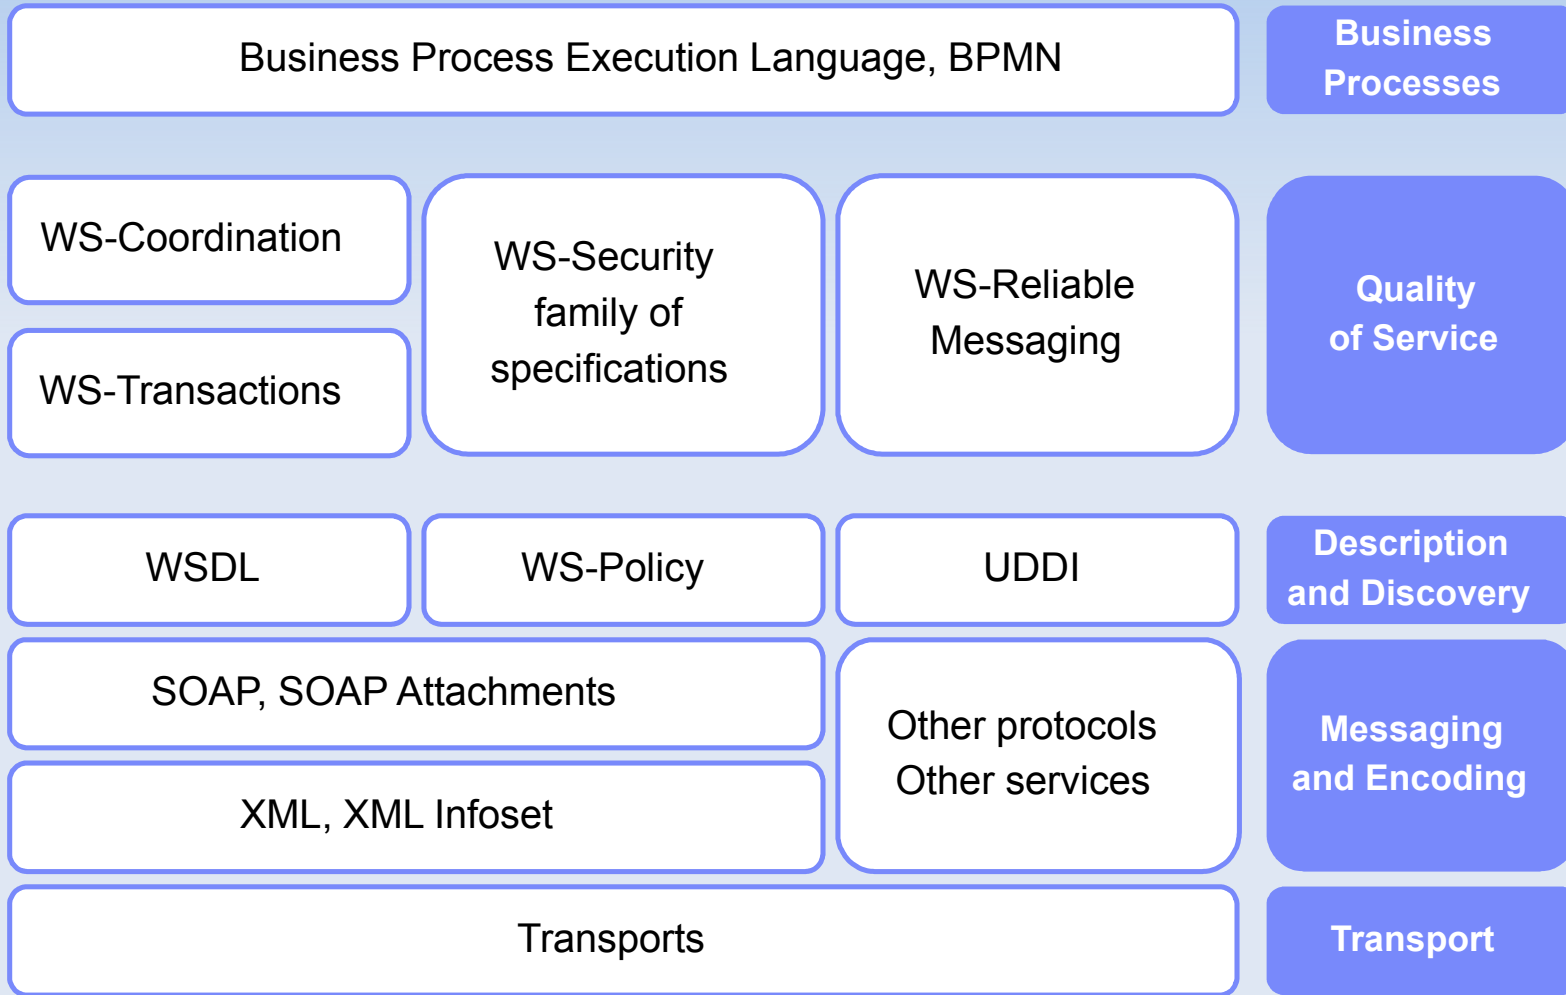 Business Process Execution Language, BPMN
Business
Processes
WS-Coordination
WS-Transactions
WS-Security
family of
specifications
WS-Reliable
Messaging
Quality
of Service
WSDL
WS-Policy
UDDI
Description
and Discovery
SOAP, SOAP Attachments
XML, XML Infoset
Other protocols
Other services
Messaging
and Encoding
Transports
Transport